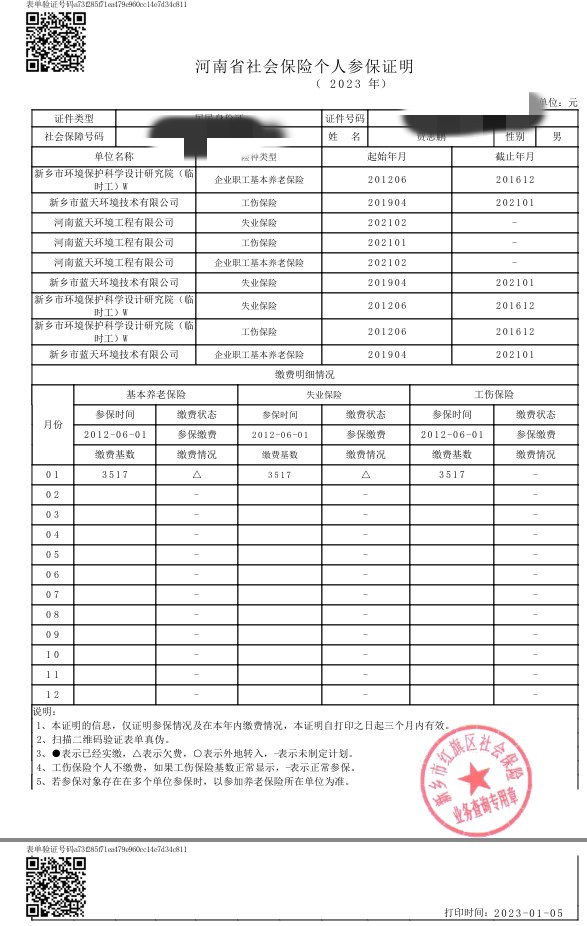 表单验证号码a73f285f71ea479e960cc14e7d34c811
河南省社会保险个人参保证明
( 2023 年)
单位：元
证件类型 证件号码
社会保障号码 姓 名 性别 男
单位名称 险种类型 起始年月 截止年月
新乡市环境保护科学设计研究院（临时工）W 企业职工基本养老保险 201206 201612
新乡市蓝天环境技术有限公司 工伤保险 201904 202101
河南蓝天环境工程有限公司 失业保险 202102 -
河南蓝天环境工程有限公司 工伤保险 202101 -
河南蓝天环境工程有限公司 企业职工基本养老保险 202102 -
新乡市蓝天环境技术有限公司 失业保险 201904 202101
新乡市环境保护科学设计研究院（临时工）W 失业保险 201206 201612
新乡市环境保护科学设计研究院（临时工）W 工伤保险 201206 201612
新乡市蓝天环境技术有限公司 企业职工基本养老保险 201904 202101
缴费明细情况
月份 基本养老保险 失业保险 工伤保险
参保时间 缴费状态 参保时间 缴费状态 参保时间 缴费状态
2012-06-01 参保缴费 2012-06-01 参保缴费 2012-06-01 参保缴费
缴费基数 缴费情况 缴费基数 缴费情况 缴费基数 缴费情况
01 3517 △ 3517 △ 3517 -
02 - - -
03 - - -
04 - - -
05 - - -
06 - - -
07 - - -
08 - - -
09 - - -
10 - - -
11 - - -
12 - - -
说明：
1、本证明的信息，仅证明参保情况及在本年内缴费情况，本证明自打印之日起三个月内有效。
2、扫描二维码验证表单真伪。
3、●表示已经实缴，△表示欠费，○表示外地转入，-表示未制定计划。
4、工伤保险个人不缴费，如果工伤保险基数正常显示，-表示正常参保。
5、若参保对象存在在多个单位参保时，以参加养老保险所在单位为准。
新乡市红旗区社会保险
业务查询专用章
表单验证号码a73f285f71ea479e960cc14e7d34c811
打印时间：2023-01-05